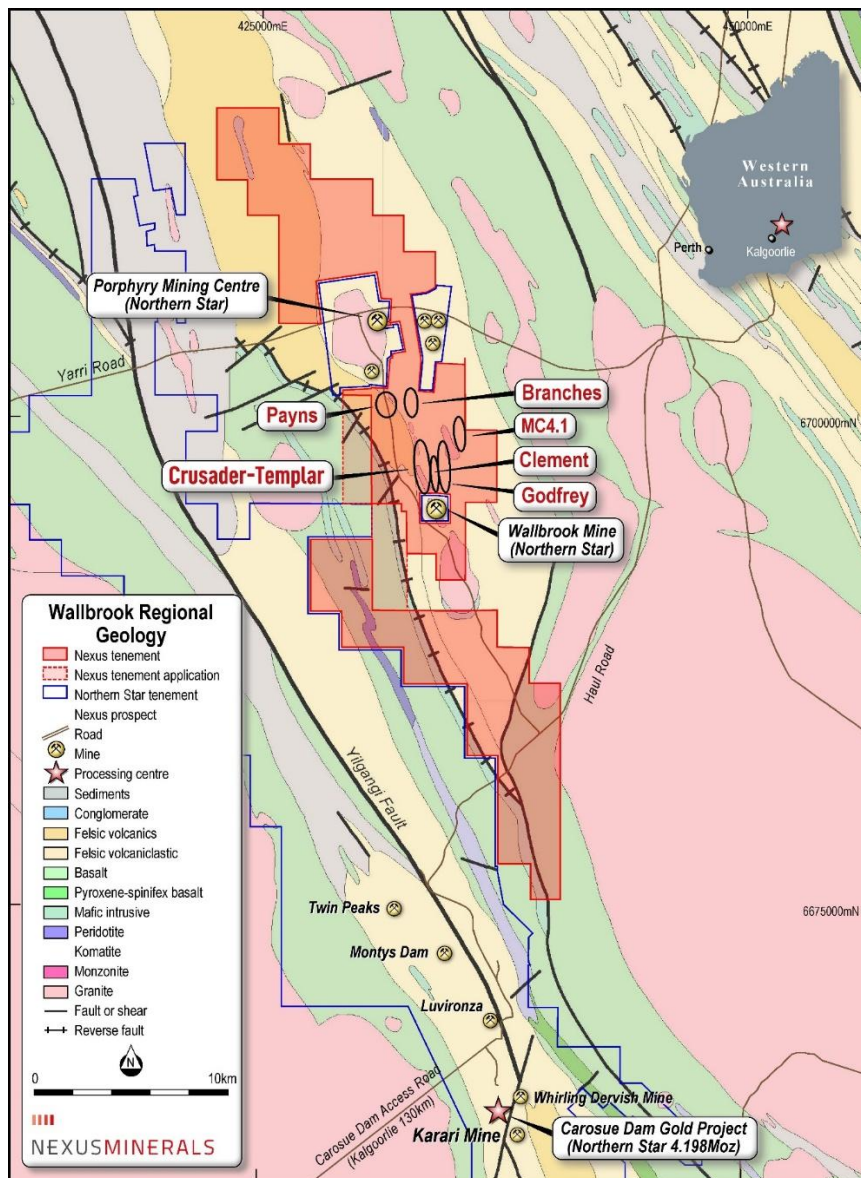 425000mE
450000mE
Western
Australia
Perth
Kalgoorlie
Porphyry Mining Centre
(Northern Star)
Yarri Road
Payns
Branches
6700000mN
MC4.1
Crusader-Templar
Clement
Godfrey
Wallbrook Mine
(Northern Star)
Haul Road
Yilgangi Fault
Wallbrook Regional
Geology
Nexus tenement
Nexus tenement application
Northern Star tenement
Nexus prospect
Road
Mine
Processing centre
Sediments
Conglomerate
Felsic volcanics
Felsic volcaniclastic
Basalt
Pyroxene-spinifex basalt
Mafic intrusive
Peridotite
Komatite
Monzonite
Granite
Fault or shear
Reverse fault
N
0 10km
NEXUSMINERALS
Twin Peaks
6675000mN
Montys Dam
Luvironza
Carosue Dam Access Road
(Kalgoorlie 130km)
Whirling Dervish Mine
Karari Mine
Carosue Dam Gold Project
(Northern Star 4.198Moz)